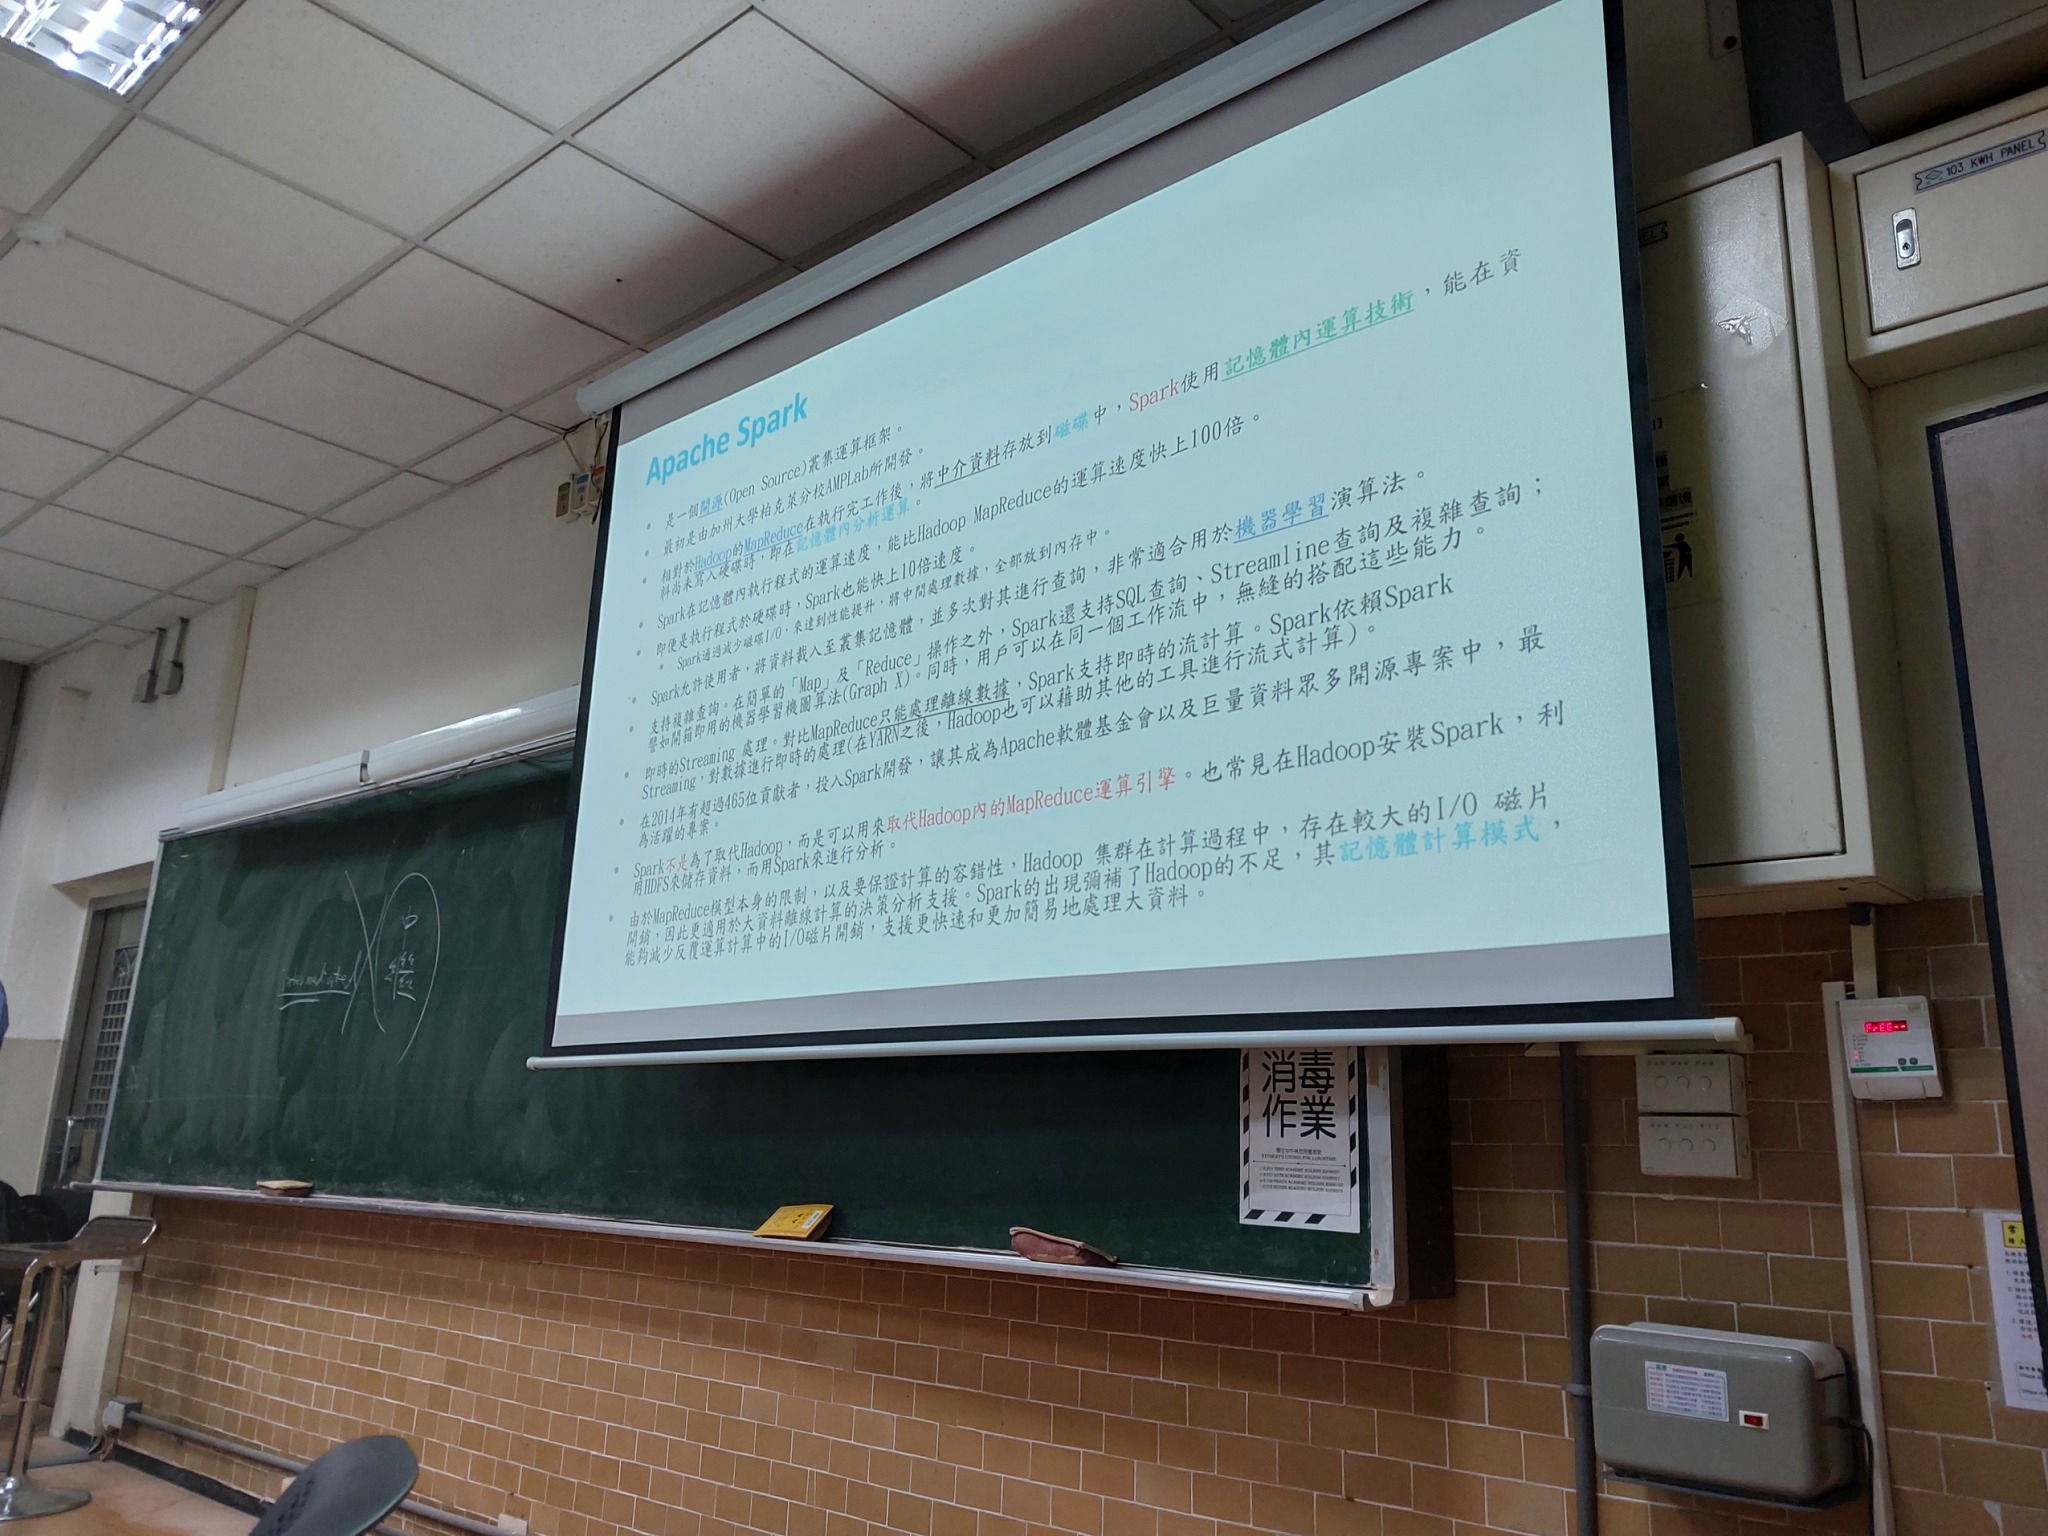 Apache Spark
• 是一個開源(Open Source)叢集運算框架。
• 最初是由加州大學柏克萊分校AMPLab所開發。
• 相對於Hadoop的MapReduce在執行完工作後，將中介資料存放到磁碟中，Spark使用記憶體內運算技術，能在資
料尚未寫入硬碟時，即在記憶體內分析運算。
• Spark在記憶體內執行程式的運算速度，能比Hadoop MapReduce的運算速度快上100倍。
• 即便是執行程式於硬碟時，Spark也能快上10倍速度。
• Spark通過減少磁碟I/O，來達到性能提升，將中間處理數據，全部放到內存中。
• Spark允許使用者，將資料載入至叢集記憶體，並多次對其進行查詢，非常適合用於機器學習演算法。
• 支持複雜查詢。在簡單的「Map」及「Reduce」操作之外，Spark還支持SQL查詢、Streamline查詢及複雜查詢；
譬如開箱即用的機器學習機圖算法(Graph X)。同時，用戶可以在同一個工作流中，無縫的搭配這些能力。
• 即時的Streaming 處理。對比MapReduce只能處理離線數據，Spark支持即時的流計算。Spark依賴Spark
Streaming，對數據進行即時的處理(在YARN之後，Hadoop也可以藉助其他的工具進行流式計算)。
• 在2014年有超過465位貢獻者，投入Spark開發，讓其成為Apache軟體基金會以及巨量資料眾多開源專案中，最
為活躍的專案。
• Spark不是為了取代Hadoop，而是可以用來取代Hadoop內的MapReduce運算引擎。也常見在Hadoop安裝Spark，利
用HDFS來儲存資料，而用Spark來進行分析。
• 由於MapReduce模型本身的限制，以及要保證計算的容錯性，Hadoop 集群在計算過程中，存在較大的I/O 磁片
開銷，因此更適用於大資料離線計算的決策分析支援。Spark的出現彌補了Hadoop的不足，其記憶體計算模式，
能夠減少反覆運算計算中的I/O磁片開銷，支援更快速和更加簡易地處理大資料。
中
消毒
作業
103 KWH PANEL
FrEE